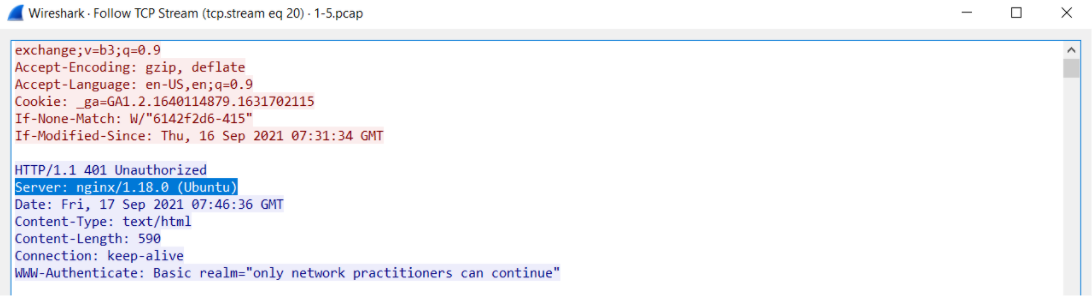 Wireshark · Follow TCP Stream (tcp.stream eq 20) · 1-5.pcap
exchange;v=b3;q=0.9
Accept-Encoding: gzip, deflate
Accept-Language: en-US,en;q=0.9
Cookie: _ga=GA1.2.1640114879.1631702115
If-None-Match: W/"6142f2d6-415"
If-Modified-Since: Thu, 16 Sep 2021 07:31:34 GMT
HTTP/1.1 401 Unauthorized
Server: nginx/1.18.0 (Ubuntu)
Date: Fri, 17 Sep 2021 07:46:36 GMT
Content-Type: text/html
Content-Length: 590
Connection: keep-alive
WWW-Authenticate: Basic realm="only network practitioners can continue"